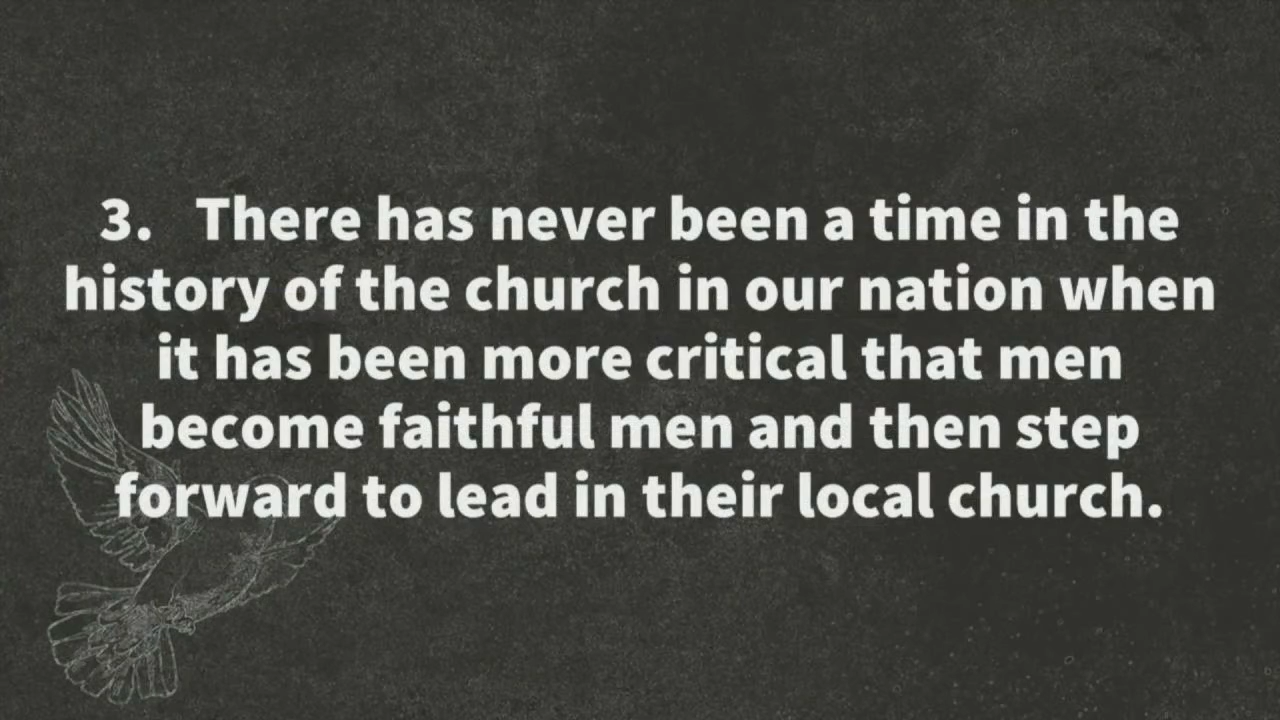 3. There has never been a time in the
history of the church in our nation when
it has been more critical that men
become faithful men and then step
forward to lead in their local church.